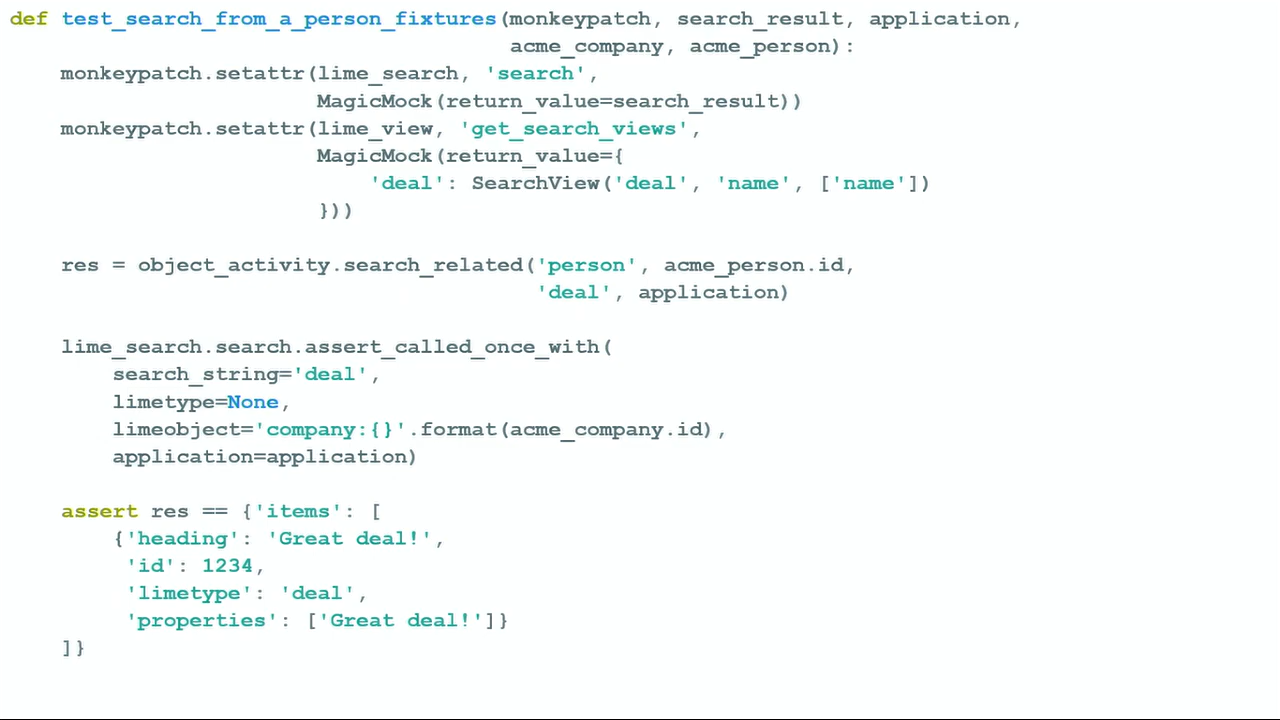 def test_search_from_a_person_fixtures(monkeypatch, search_result, application,
                                       acme_company, acme_person):
    monkeypatch.setattr(lime_search, 'search',
                        MagicMock(return_value=search_result))
    monkeypatch.setattr(lime_view, 'get_search_views',
                        MagicMock(return_value={
                            'deal': SearchView('deal', 'name', ['name'])
                        }))
    res = object_activity.search_related('person', acme_person.id,
                                         'deal', application)
    lime_search.search.assert_called_once_with(
        search_string='deal',
        limetype=None,
        limeobject='company:{}'.format(acme_company.id),
        application=application)
    assert res == {'items': [
        {'heading': 'Great deal!',
         'id': 1234,
         'limetype': 'deal',
         'properties': ['Great deal!']}
    ]}